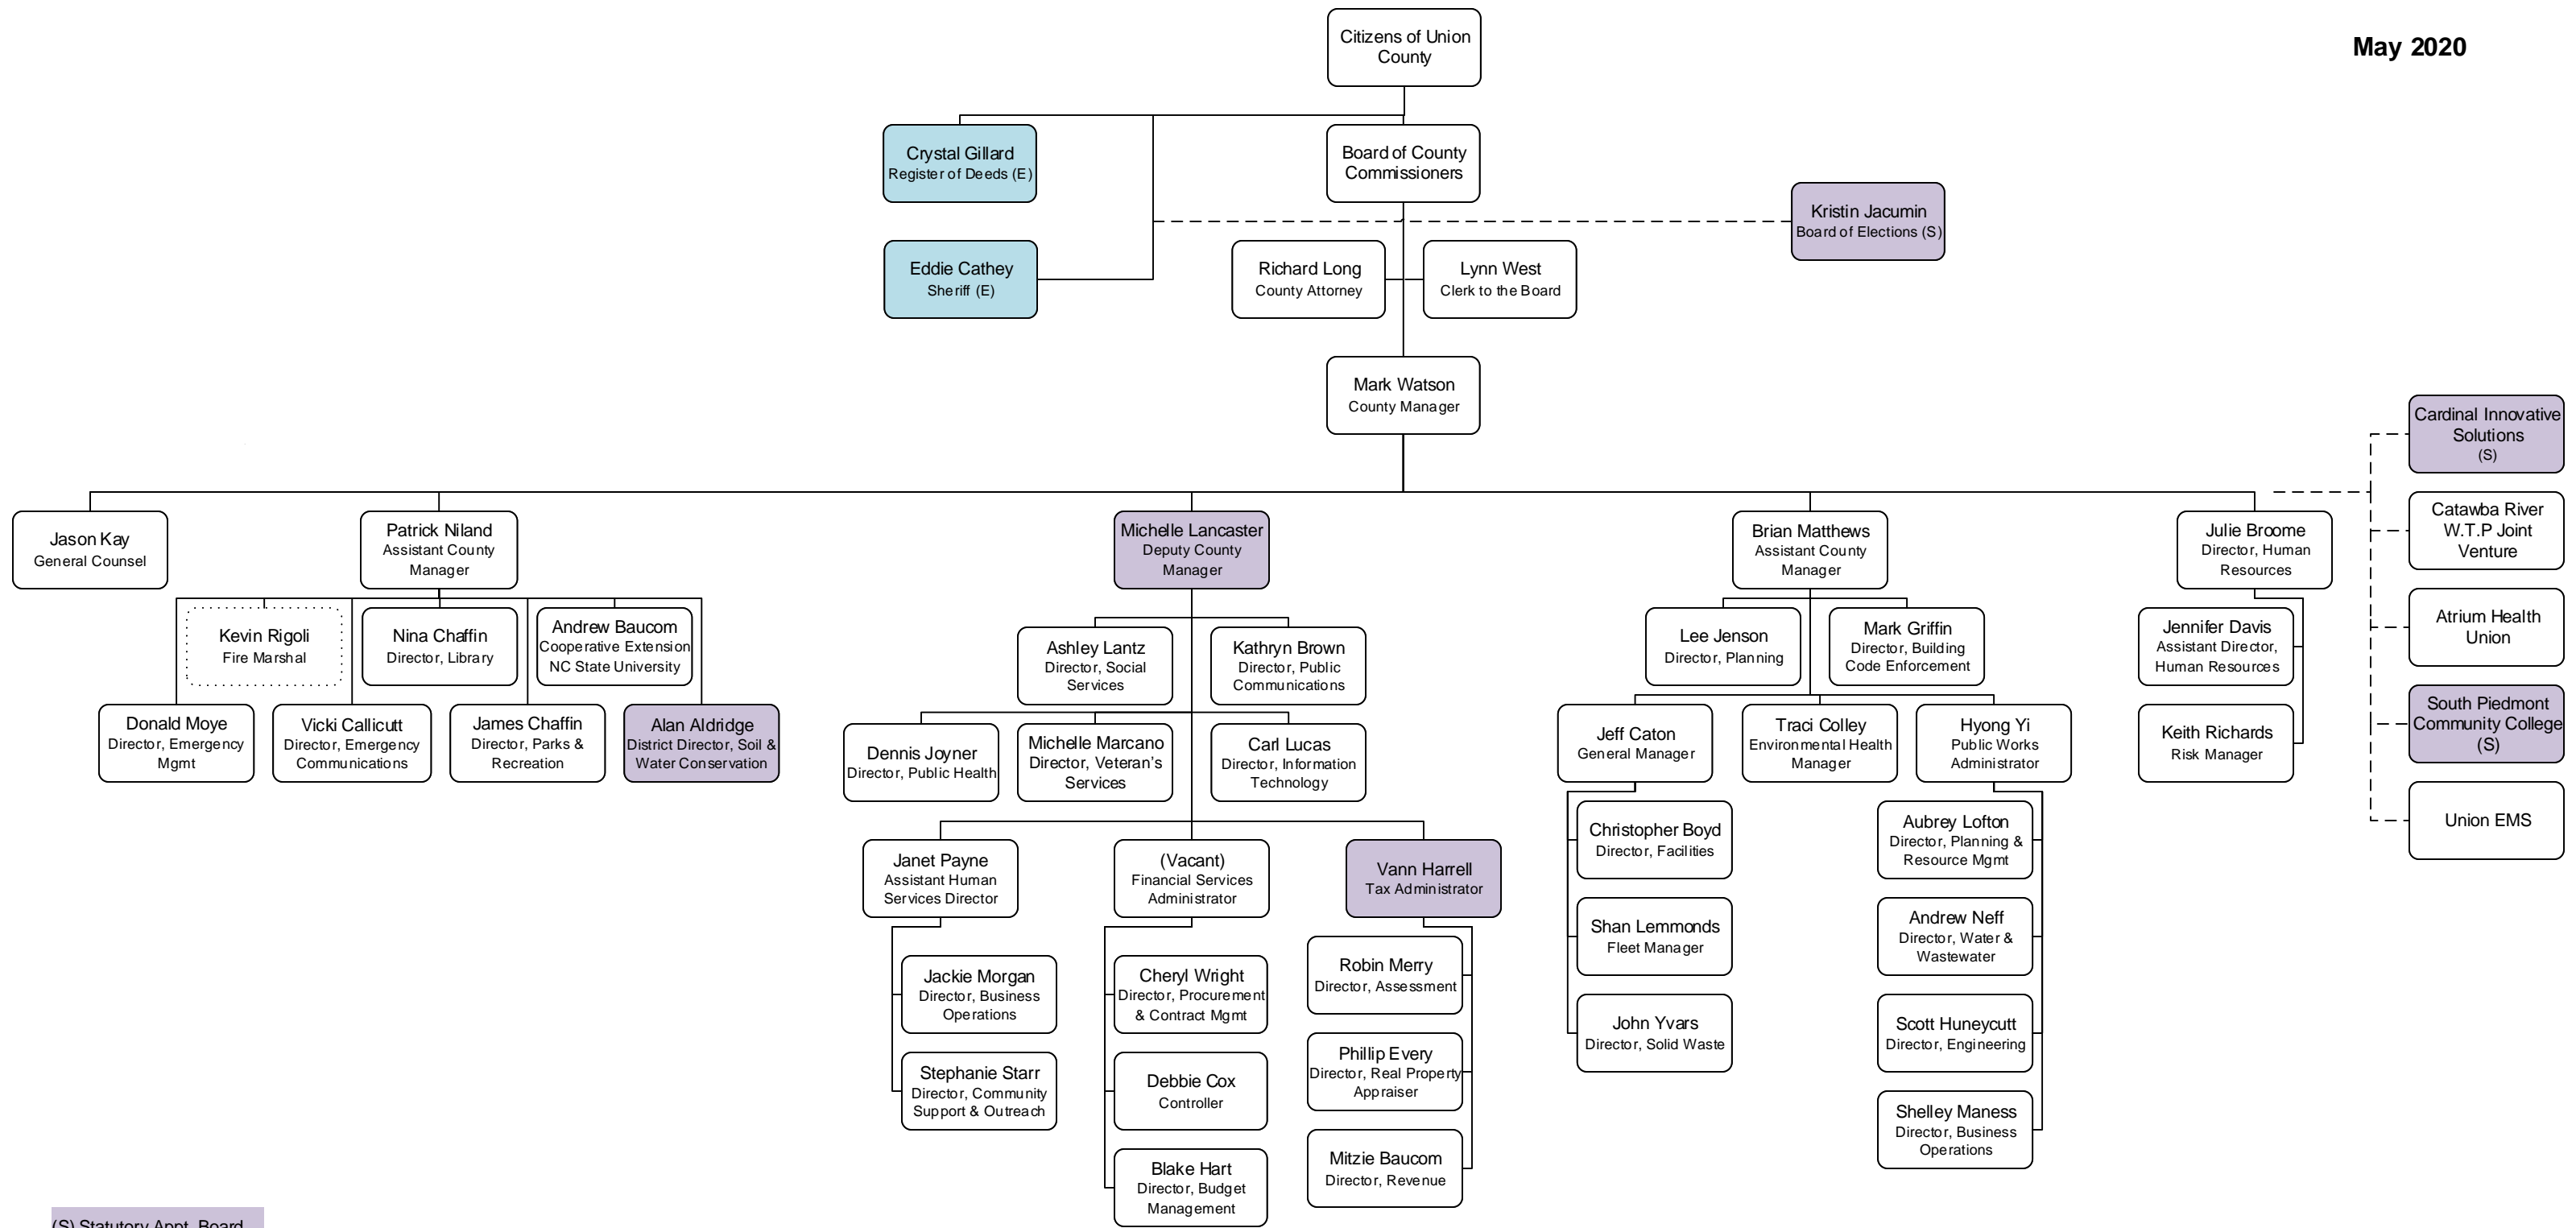 May 2020
Citizens of Union
County
Crystal Gillard
Register of Deeds (E)
Board of County
Commissioners
Kristin Jacumin
Board of Elections (S)
Eddie Cathey
Sheriff (E)
Richard Long
County Attorney
Lynn West
Clerk to the Board
Mark Watson
County Manager
Cardinal Innovative
Solutions
(S)
Catawba River
W.T.P Joint
Venture
Atrium Health
Union
South Piedmont
Community College
(S)
Union EMS
Jason Kay
General Counsel
Patrick Niland
Assistant County
Manager
Michelle Lancaster
Deputy County
Manager
Brian Matthews
Assistant County
Manager
Julie Broome
Director, Human
Resources
Kevin Rigoli
Fire Marshal
Nina Chaffin
Director, Library
Andrew Baucom
Cooperative Extension
NC State University
Donald Moye
Director, Emergency
Mgmt
Vicki Callicutt
Director, Emergency
Communications
James Chaffin
Director, Parks &
Recreation
Alan Aldridge
District Director, Soil &
Water Conservation
Ashley Lantz
Director, Social
Services
Kathryn Brown
Director, Public
Communications
Dennis Joyner
Director, Public Health
Michelle Marcano
Director, Veteran's
Services
Carl Lucas
Director, Information
Technology
Janet Payne
Assistant Human
Services Director
(Vacant)
Financial Services
Administrator
Vann Harrell
Tax Administrator
Jackie Morgan
Director, Business
Operations
Stephanie Starr
Director, Community
Support & Outreach
Cheryl Wright
Director, Procurement
& Contract Mgmt
Debbie Cox
Controller
Blake Hart
Director, Budget
Management
Robin Merry
Director, Assessment
Phillip Every
Director, Real Property
Appraiser
Mitzie Baucom
Director, Revenue
Lee Jenson
Director, Planning
Mark Griffin
Director, Building
Code Enforcement
Jeff Caton
General Manager
Traci Colley
Environmental Health
Manager
Hyong Yi
Public Works
Administrator
Christopher Boyd
Director, Facilities
Shan Lemmonds
Fleet Manager
John Yvars
Director, Solid Waste
Aubrey Lofton
Director, Planning &
Resource Mgmt
Andrew Neff
Director, Water &
Wastewater
Scott Huneycutt
Director, Engineering
Shelley Maness
Director, Business
Operations
Jennifer Davis
Assistant Director,
Human Resources
Keith Richards
Risk Manager
(S) Statutory Appt. Board